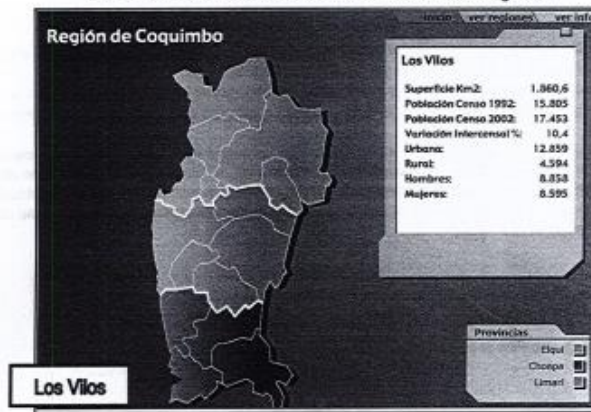 inicio ver regiones ver info
Región de Coquimbo
Los Vilos
Superficie Km2: 1.860,6
Población Censo 1992: 15.805
Población Censo 2002: 17.453
Variación Intercensal %: 10,4
Urbana: 12.859
Rural: 4.594
Hombres: 8.858
Mujeres: 8.595
Provincias
Elqui
Choapa
Limarí
Los Vilos